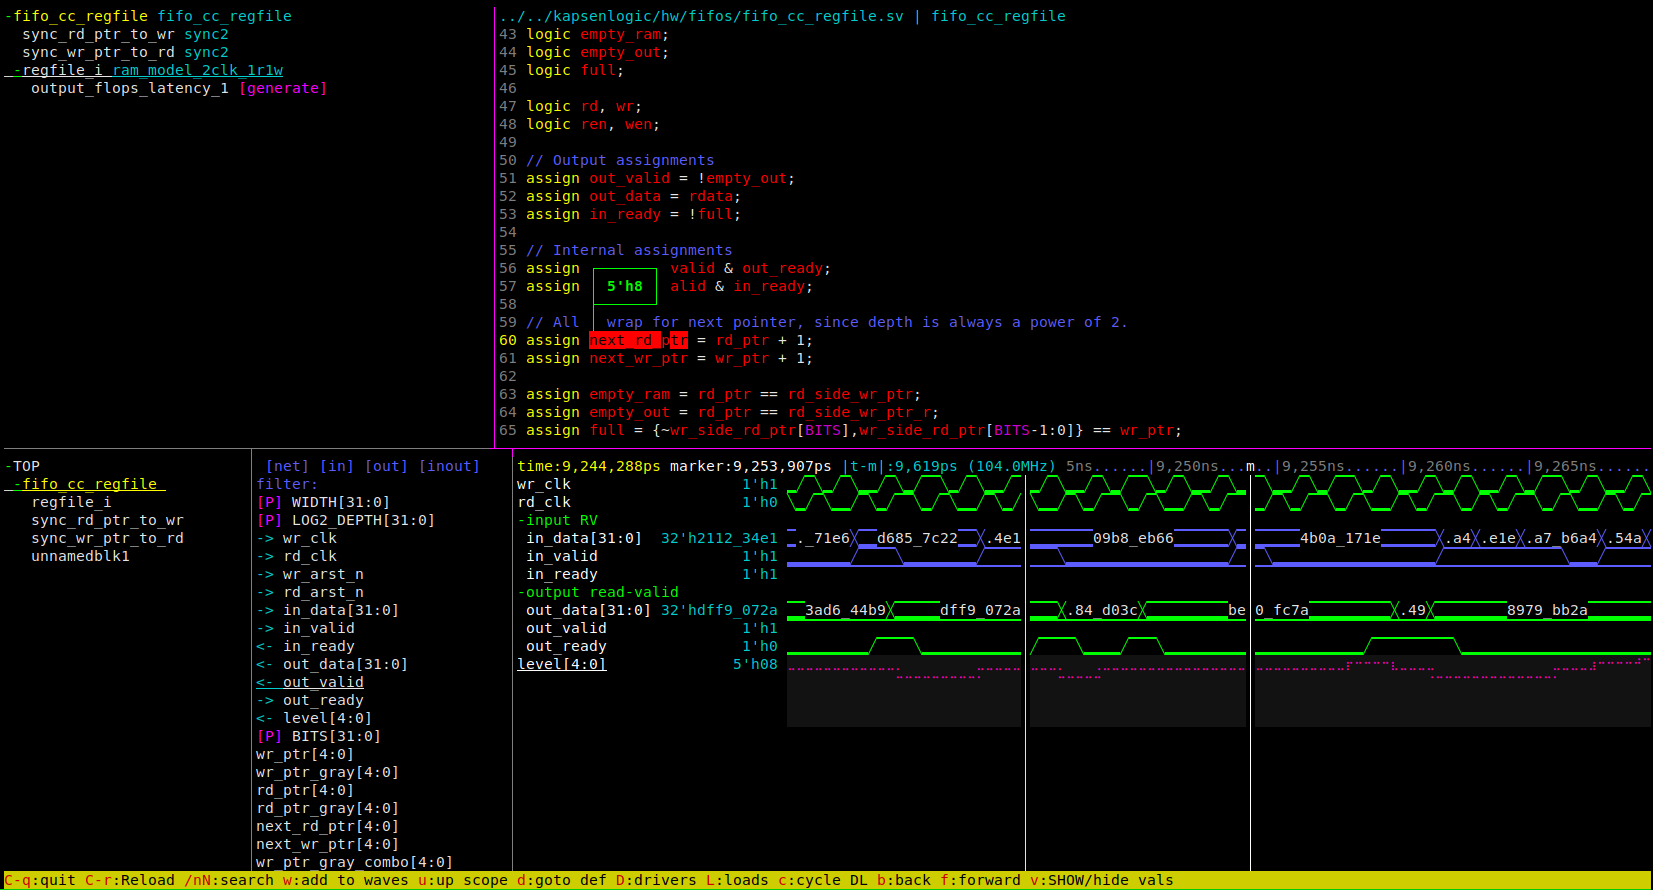 -fifo_cc_regfile fifo_cc_regfile
sync_rd_ptr_to_wr sync2
sync_wr_ptr_to_rd sync2
-regfile_i ram_model_2clk_1r1w
output_flops_latency_1 [generate]
../../kapsenlogic/hw/fifos/fifo_cc_regfile.sv | fifo_cc_regfile
43 logic empty_ram;
44 logic empty_out;
45 logic full;
46
47 logic rd, wr;
48 logic ren, wen;
49
50 // Output assignments
51 assign out_valid = !empty_out;
52 assign out_data = rdata;
53 assign in_ready = !full;
54
55 // Internal assignments
56 assign valid & out_ready;
57 assign 5'h8 alid & in_ready;
58
59 // All wrap for next pointer, since depth is always a power of 2.
60 assign next_rd_ptr = rd_ptr + 1;
61 assign next_wr_ptr = wr_ptr + 1;
62
63 assign empty_ram = rd_ptr == rd_side_wr_ptr;
64 assign empty_out = rd_ptr == rd_side_wr_ptr_r;
65 assign full = {~wr_side_rd_ptr[BITS],wr_side_rd_ptr[BITS-1:0]} == wr_ptr;
-TOP
-fifo_cc_regfile
regfile_i
sync_rd_ptr_to_wr
sync_wr_ptr_to_rd
unnamedblk1
[net] [in] [out] [inout]
filter:
[P] WIDTH[31:0]
[P] LOG2_DEPTH[31:0]
-> wr_clk
-> rd_clk
-> wr_arst_n
-> rd_arst_n
-> in_data[31:0]
-> in_valid
<- in_ready
<- out_data[31:0]
<- out_valid
-> out_ready
<- level[4:0]
[P] BITS[31:0]
wr_ptr[4:0]
wr_ptr_gray[4:0]
rd_ptr[4:0]
rd_ptr_gray[4:0]
next_rd_ptr[4:0]
next_wr_ptr[4:0]
wr_ptr_gray_combo[4:0]
time:9,244,288ps marker:9,253,907ps |t-m|:9,619ps (104.0MHz) 5ns......|9,250ns...m..|9,255ns......|9,260ns......|9,265ns......
wr_clk 1'h1
rd_clk 1'h0
-input RV
in_data[31:0] 32'h2112_34e1 ._71e6 d685_7c22 .4e1 09b8_eb66 4b0a_171e .a4 .e1e .a7_b6a4 .54a
in_valid 1'h1
in_ready 1'h1
-output read-valid
out_data[31:0] 32'hdff9_072a 3ad6_44b9 dff9_072a .84_d03c be 0_fc7a .49 8979_bb2a
out_valid 1'h1
out_ready 1'h0
level[4:0] 5'h08
C-q:quit C-r:Reload /nN:search w:add to waves u:up scope d:goto def D:drivers L:loads c:cycle DL b:back f:forward v:SHOW/hide vals